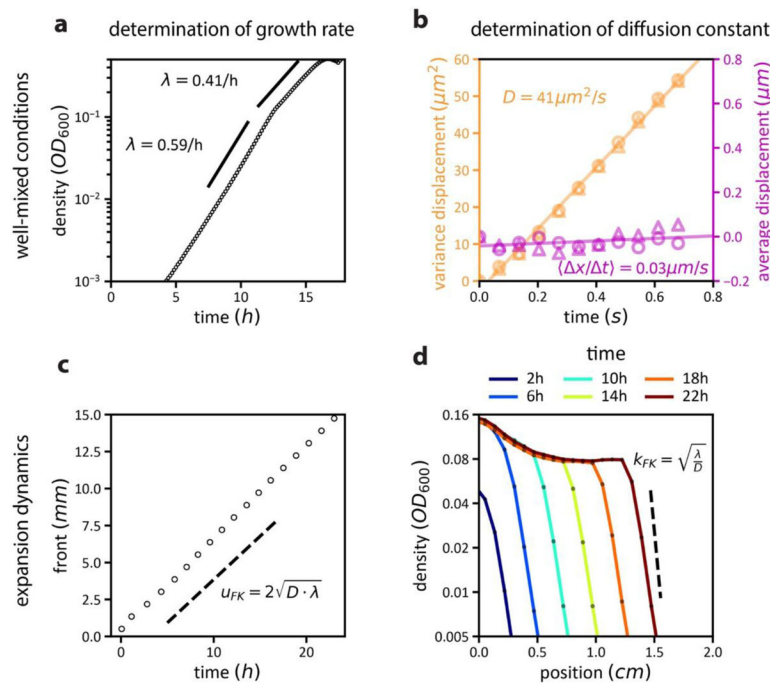 a determination of growth rate
well-mixed conditions
density (OD600)
10⁻¹
10⁻²
10⁻³
λ = 0.41/h
λ = 0.59/h
0 5 10 15
time (h)
b determination of diffusion constant
variance displacement (μm²)
60
50
40
30
20
10
0
D = 41μm²/s
⟨Δx/Δt⟩ = 0.03μm/s
0.8
0.6
0.4
0.2
0.0
−0.2
average displacement (μm)
0.0 0.2 0.4 0.6 0.8
time (s)
c
expansion dynamics
front (mm)
15.0
12.5
10.0
7.5
5.0
2.5
0.0
u_FK = 2√D · λ
0 10 20
time (h)
d time
2h 10h 18h
6h 14h 22h
density (OD600)
0.16
0.08
0.04
0.02
0.01
0.005
k_FK = √λ/D
0.0 0.5 1.0 1.5 2.0
position (cm)